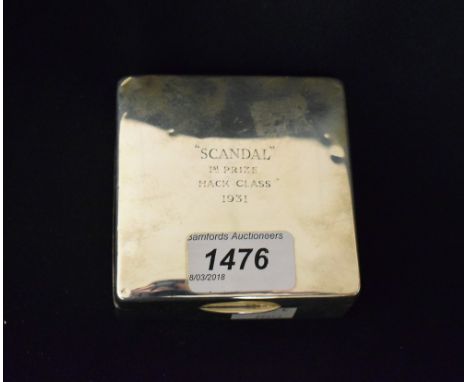 "SCANDAL"
1st PRIZE
HACK CLASS
1931
Bamfords Auctioneers
1476
8/03/2018